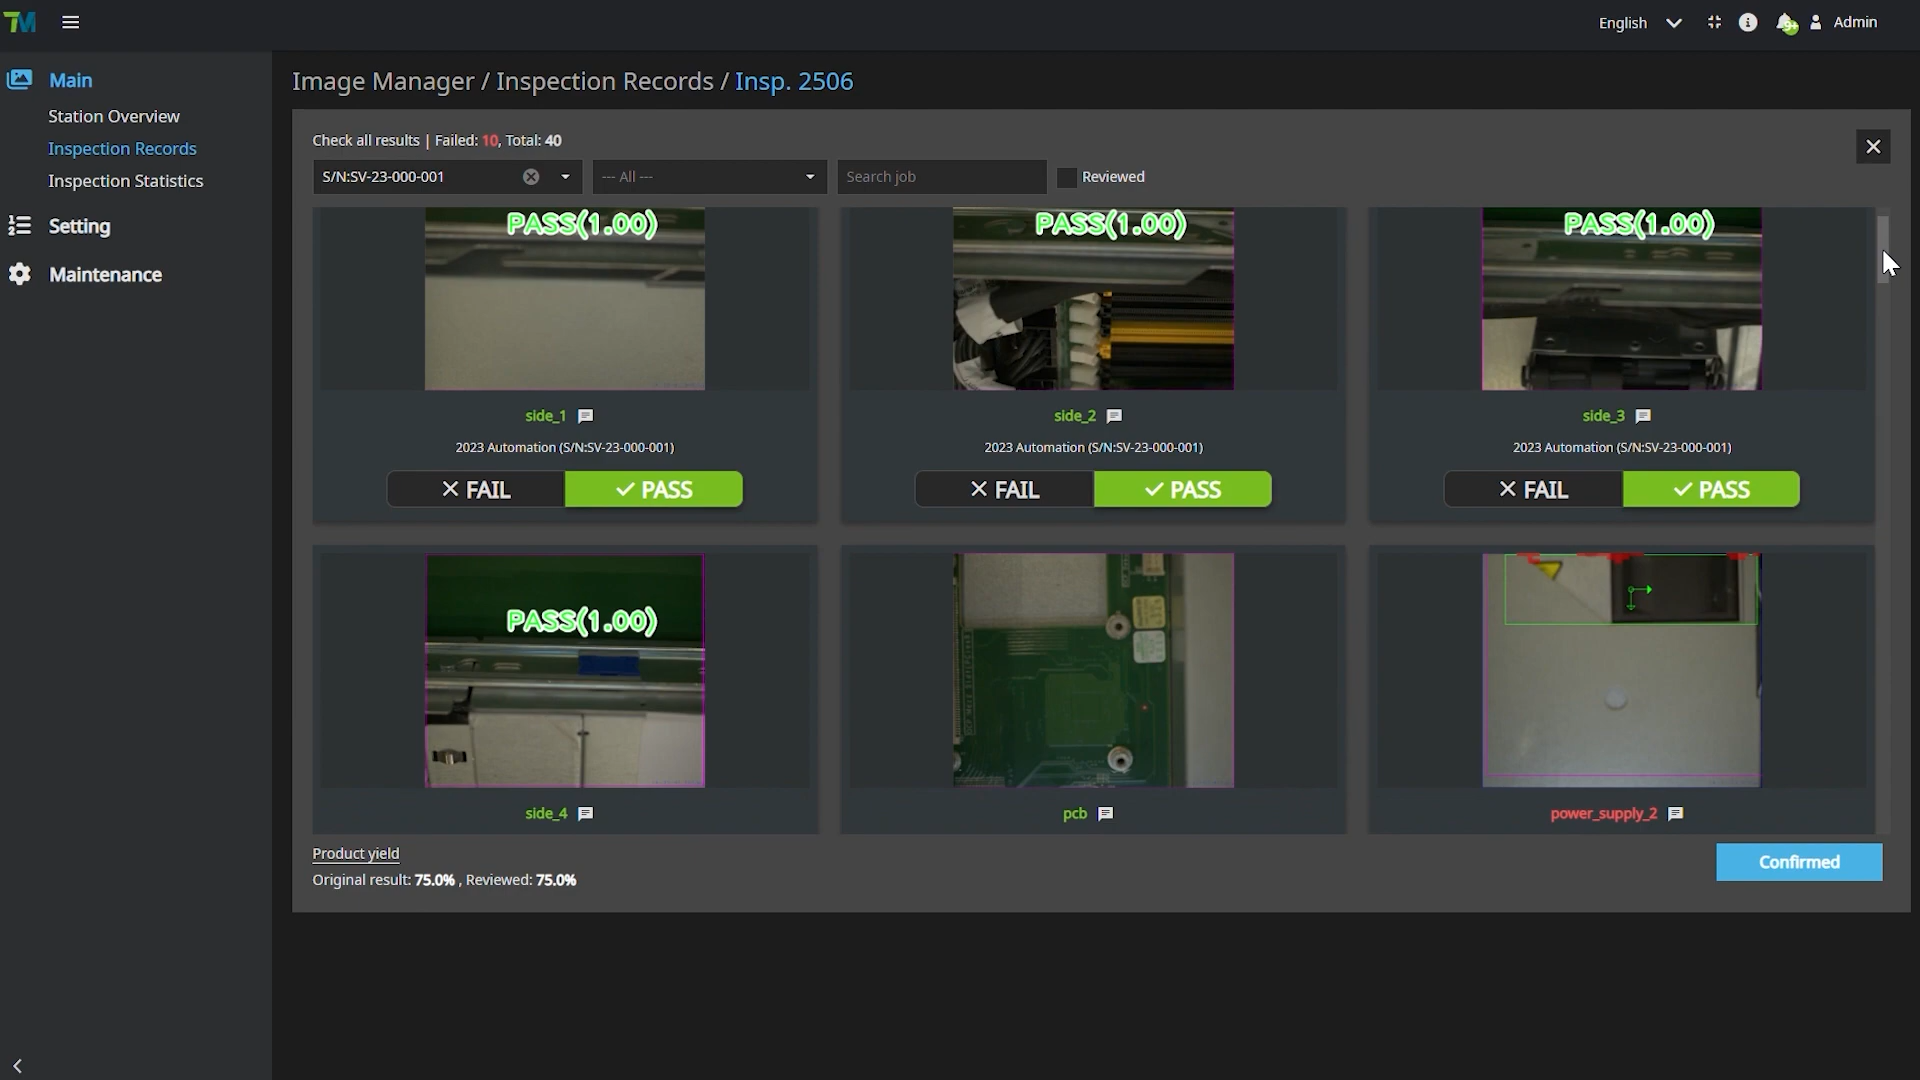 TM
English
9+
Admin
Main
Station Overview
Inspection Records
Inspection Statistics
Setting
Maintenance
Image Manager / Inspection Records / Insp. 2506
Check all results | Failed: 10, Total: 40
S/N:SV-23-000-001
--- All ---
Search job
Reviewed
PASS(1.00)
PASS(1.00)
PASS(1.00)
side_1
side_2
side_3
2023 Automation (S/N:SV-23-000-001)
2023 Automation (S/N:SV-23-000-001)
2023 Automation (S/N:SV-23-000-001)
FAIL
PASS
FAIL
PASS
FAIL
PASS
PASS(1.00)
side_4
pcb
power_supply_2
Product yield
Original result: 75.0% , Reviewed: 75.0%
Confirmed